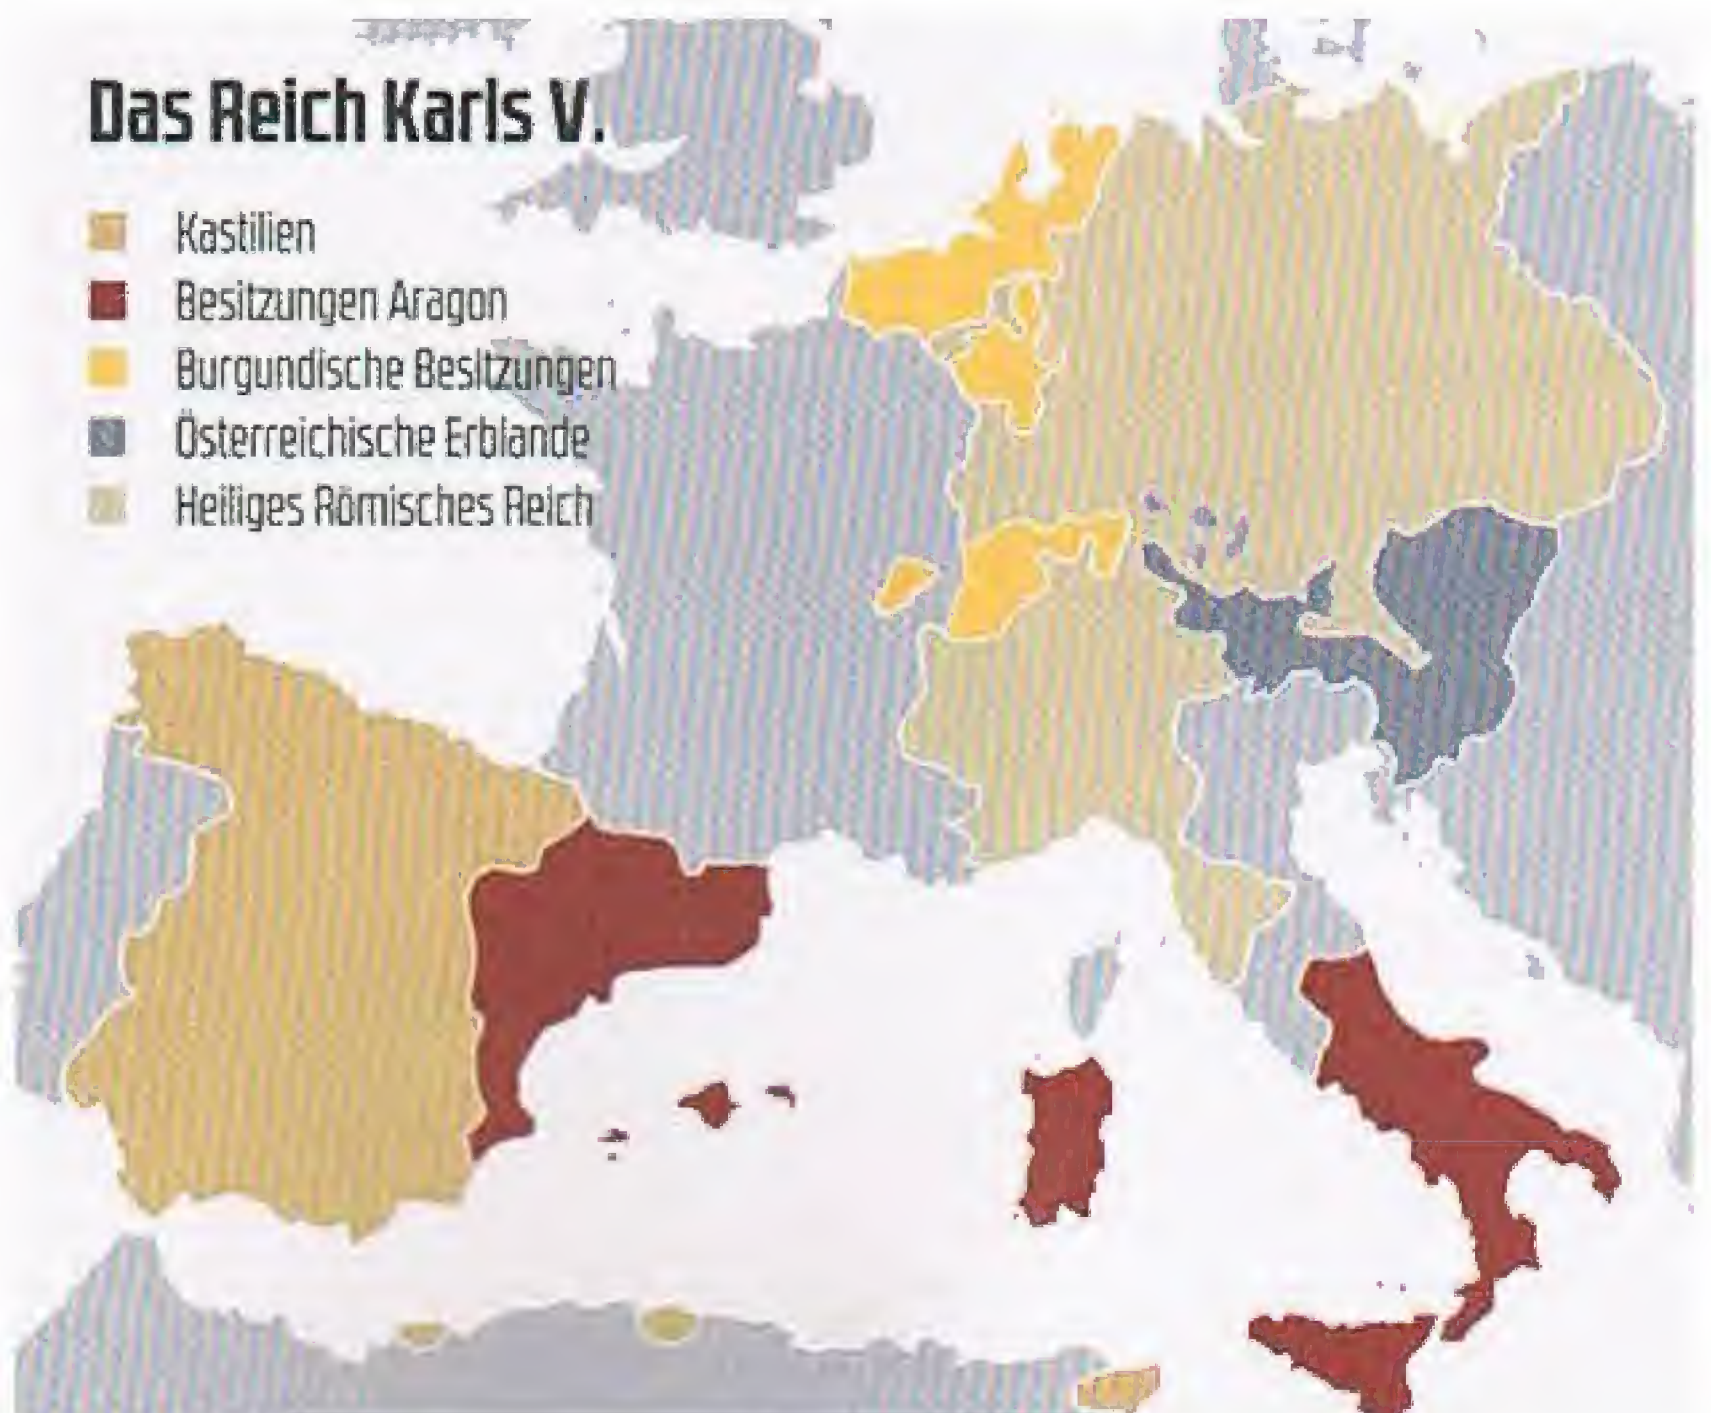 Das Reich Karls V.
Kastilien
Besitzungen Aragon
Burgundische Besitzungen
Österreichische Erblande
Heiliges Römisches Reich